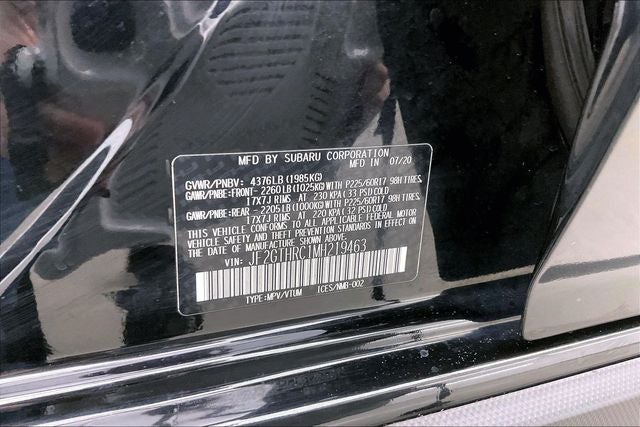 MFD BY SUBARU CORPORATION
MFD IN 07/20
GVWR/PNBV: 4376LB(1985KG)
GAWR/PNBE:FRONT- 2260LB(1025KG) WITH P225/60R17 98H TIRES,
17X7J RIMS AT 230 KPA(33 PSI)COLD
GAWR/PNBE:REAR - 2205LB(1000KG) WITH P225/60R17 98H TIRES,
17X7J RIMS AT 220 KPA(32 PSI)COLD
THIS VEHICLE CONFORMS TO ALL APPLICABLE FEDERAL MOTOR
VEHICLE SAFETY AND THEFT PREVENTION STANDARDS IN EFFECT ON
THE DATE OF MANUFACTURE SHOWN ABOVE.
VIN: JF2GTHRC1MH219463
TYPE:MPV/VTUM ICES/NMB-002